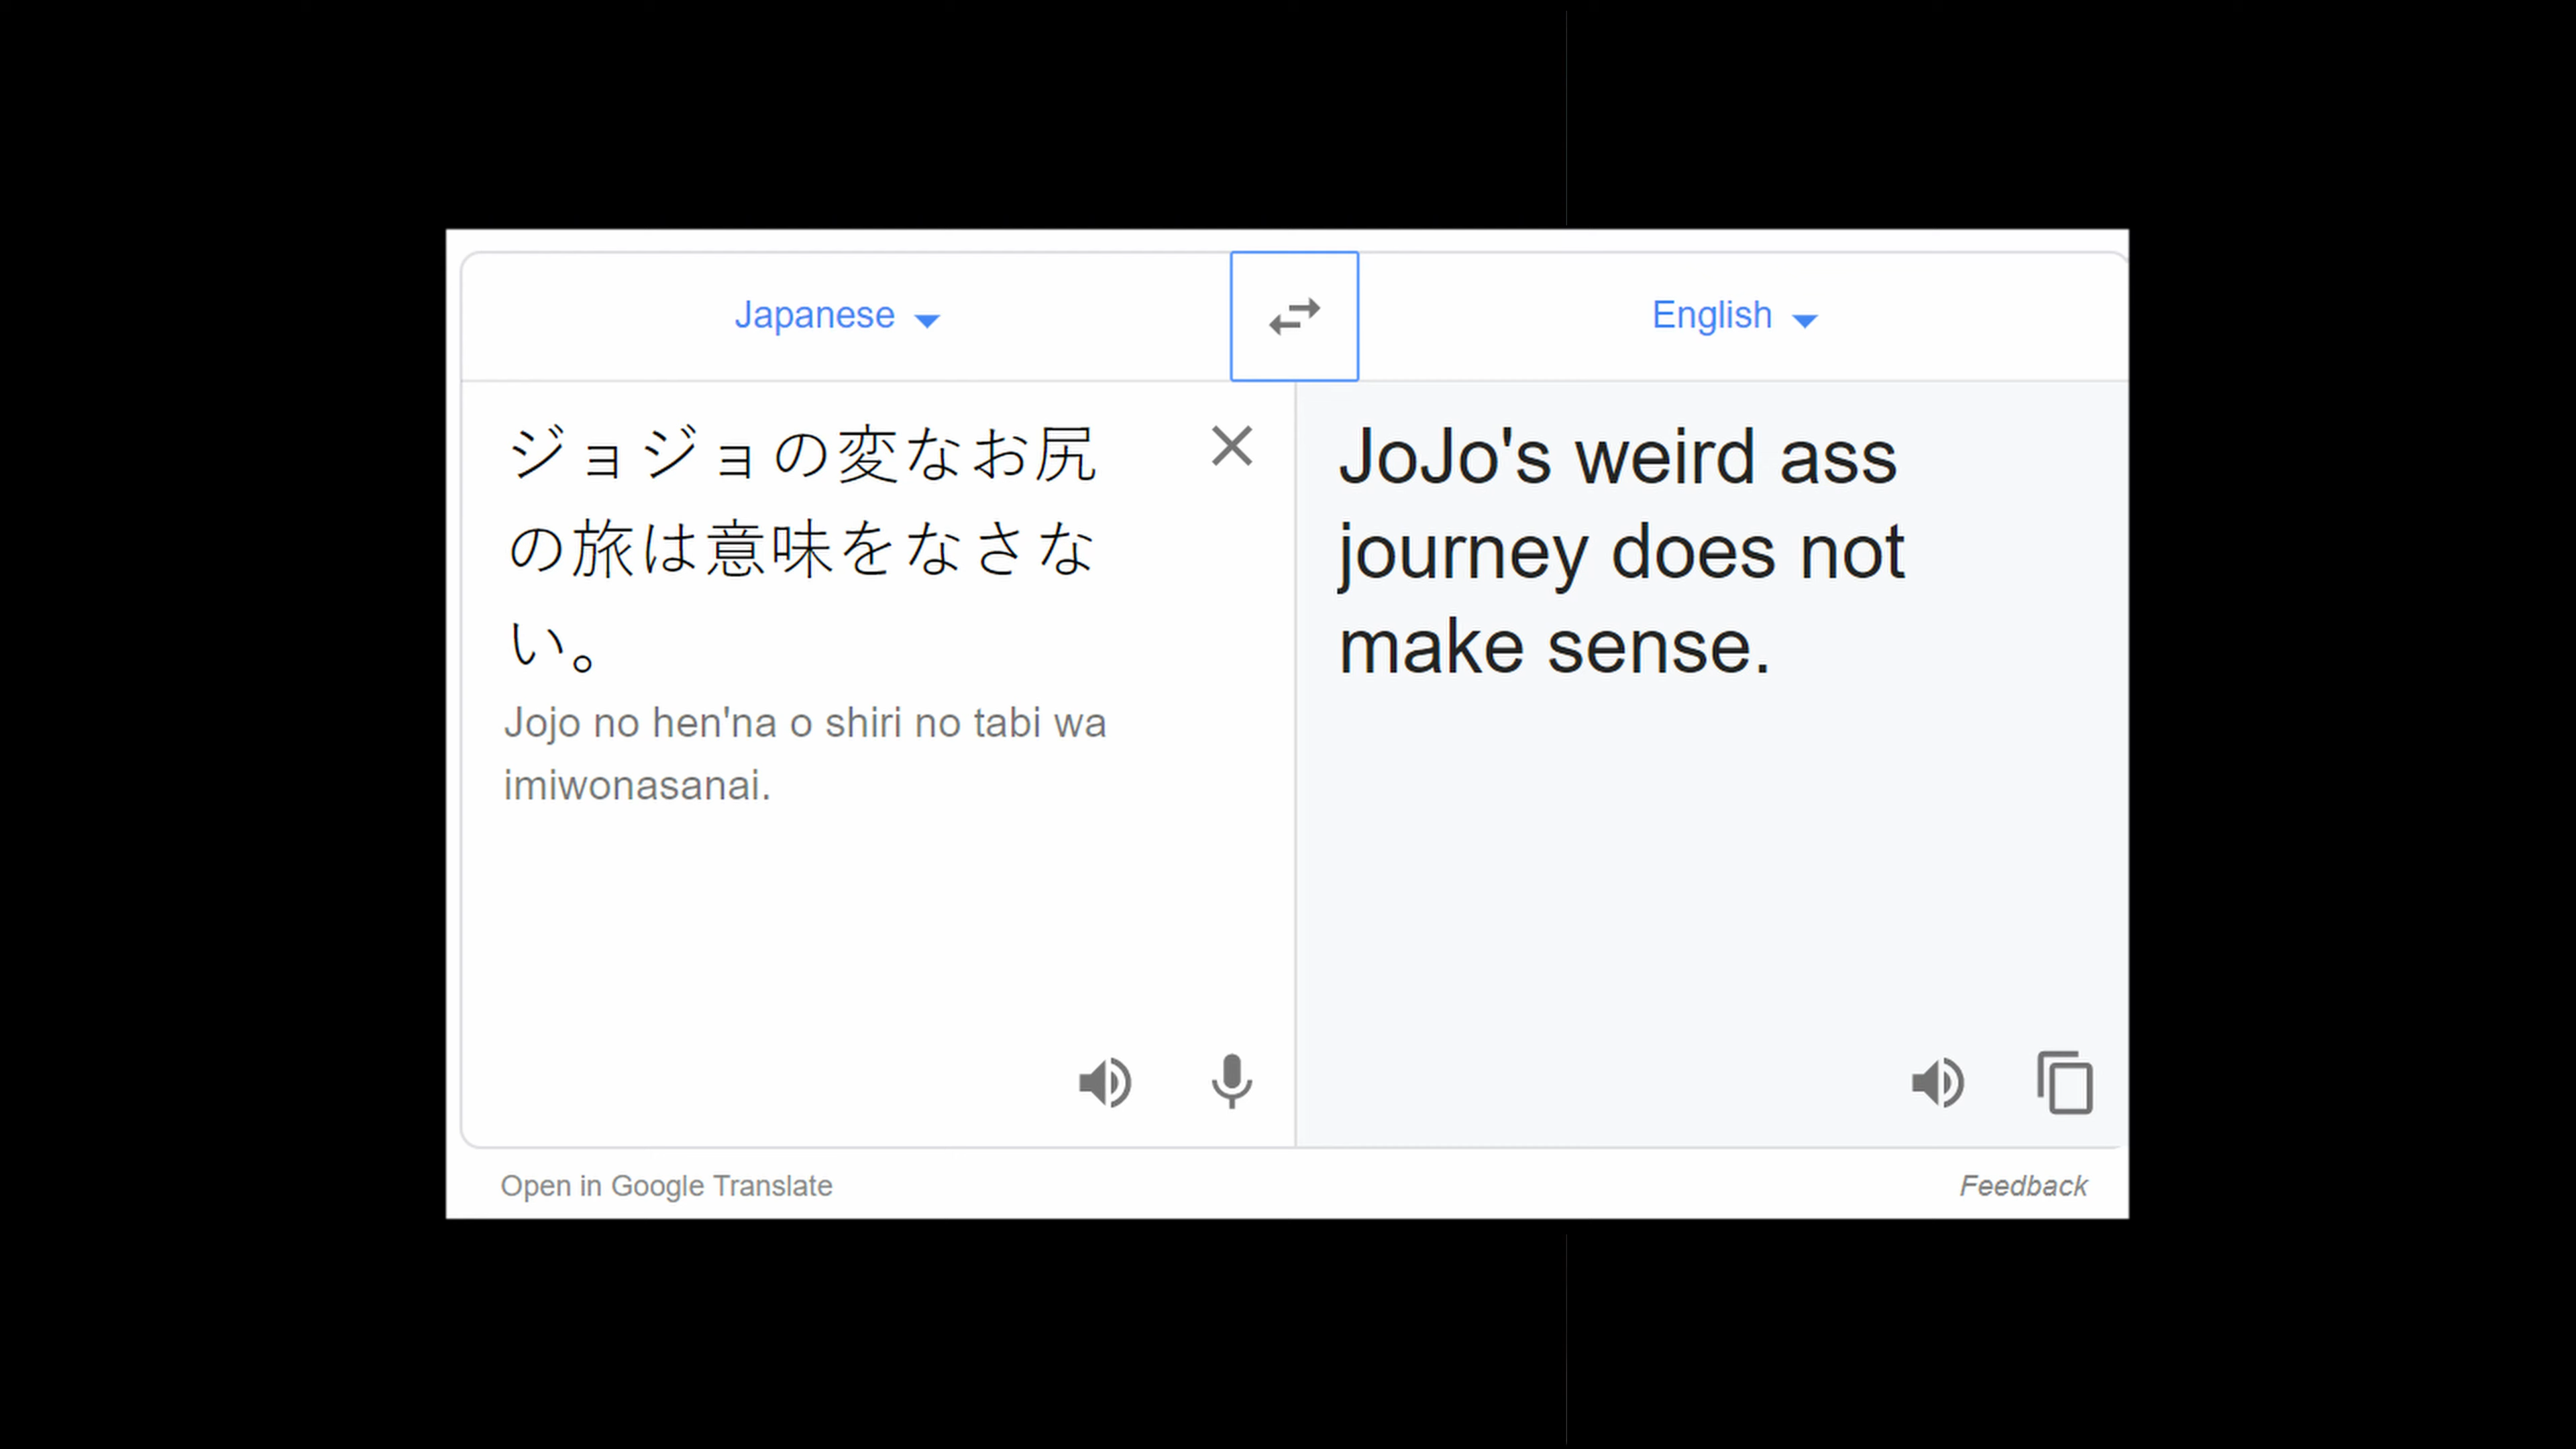 Japanese
English
ジョジョの変なお尻
の旅は意味をなさな
い。
Jojo no hen'na o shiri no tabi wa
imiwonasanai.
JoJo's weird ass
journey does not
make sense.
Open in Google Translate
Feedback